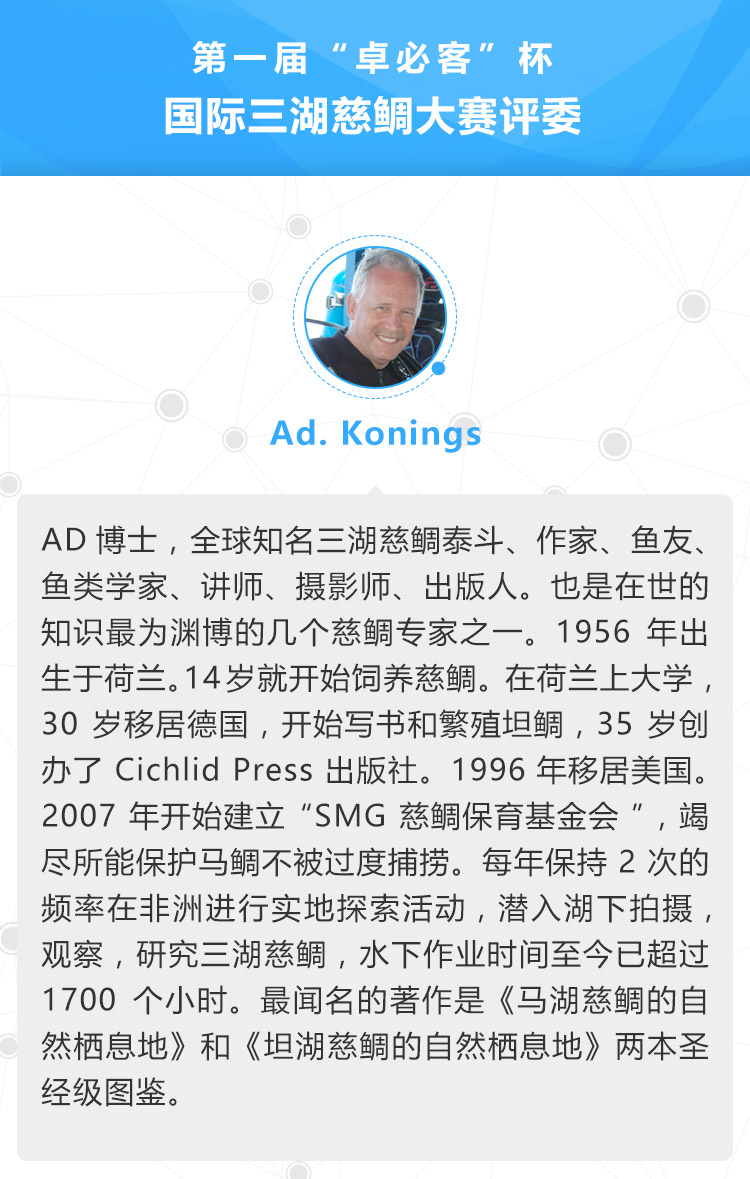 第一届“卓必客”杯
国际三湖慈鲷大赛评委
Ad. Konings
AD 博士，全球知名三湖慈鲷泰斗、作家、鱼友、
鱼类学家、讲师、摄影师、出版人。也是在世的
知识最为渊博的几个慈鲷专家之一。1956 年出
生于荷兰。14岁就开始饲养慈鲷。在荷兰上大学，
30 岁移居德国，开始写书和繁殖坦鲷，35 岁创
办了 Cichlid Press 出版社。1996 年移居美国。
2007 年开始建立“SMG 慈鲷保育基金会 ”，竭
尽所能保护马鲷不被过度捕捞。每年保持 2 次的
频率在非洲进行实地探索活动，潜入湖下拍摄，
观察，研究三湖慈鲷，水下作业时间至今已超过
1700 个小时。最闻名的著作是《马湖慈鲷的自
然栖息地》和《坦湖慈鲷的自然栖息地》两本圣
经级图鉴。